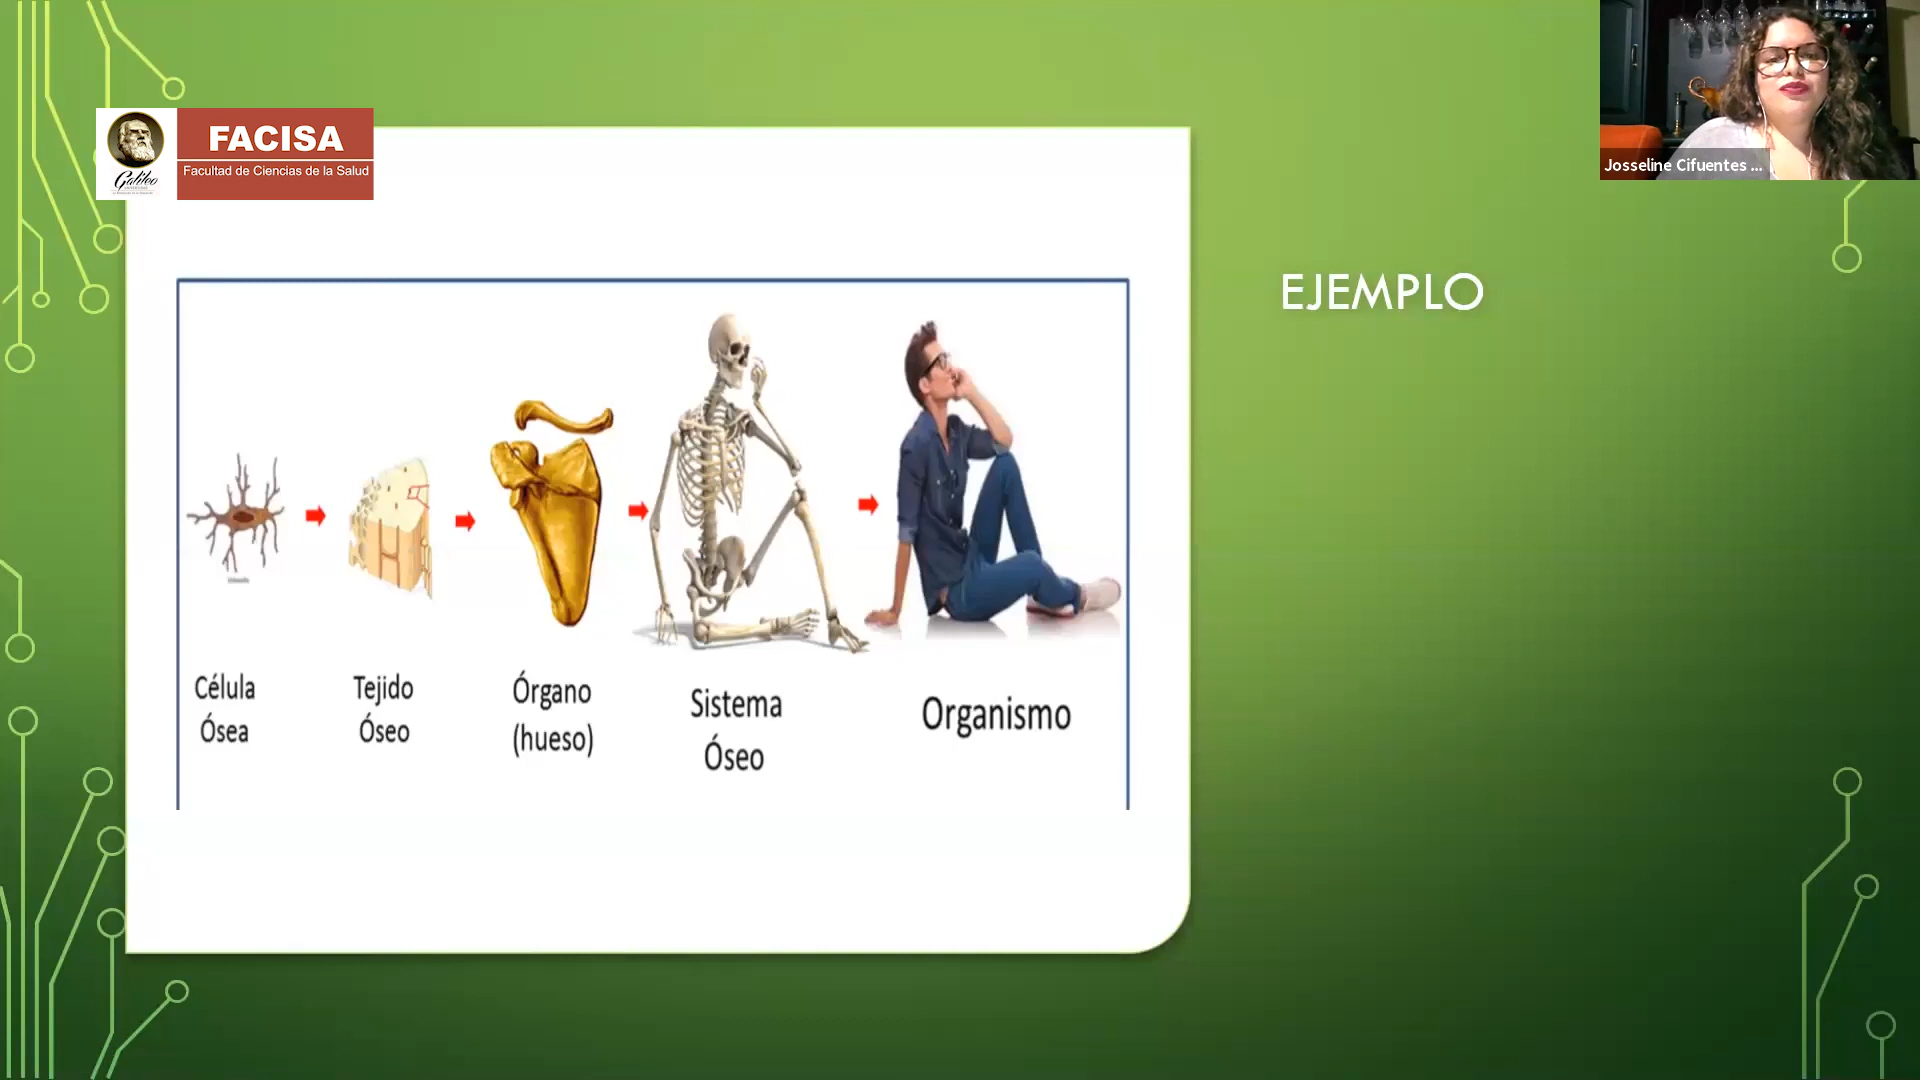 FACISA
Facultad de Ciencias de la Salud
Galileo
Josseline Cifuentes ...
EJEMPLO
Célula
Ósea
Tejido
Óseo
Órgano
(hueso)
Sistema
Óseo
Organismo